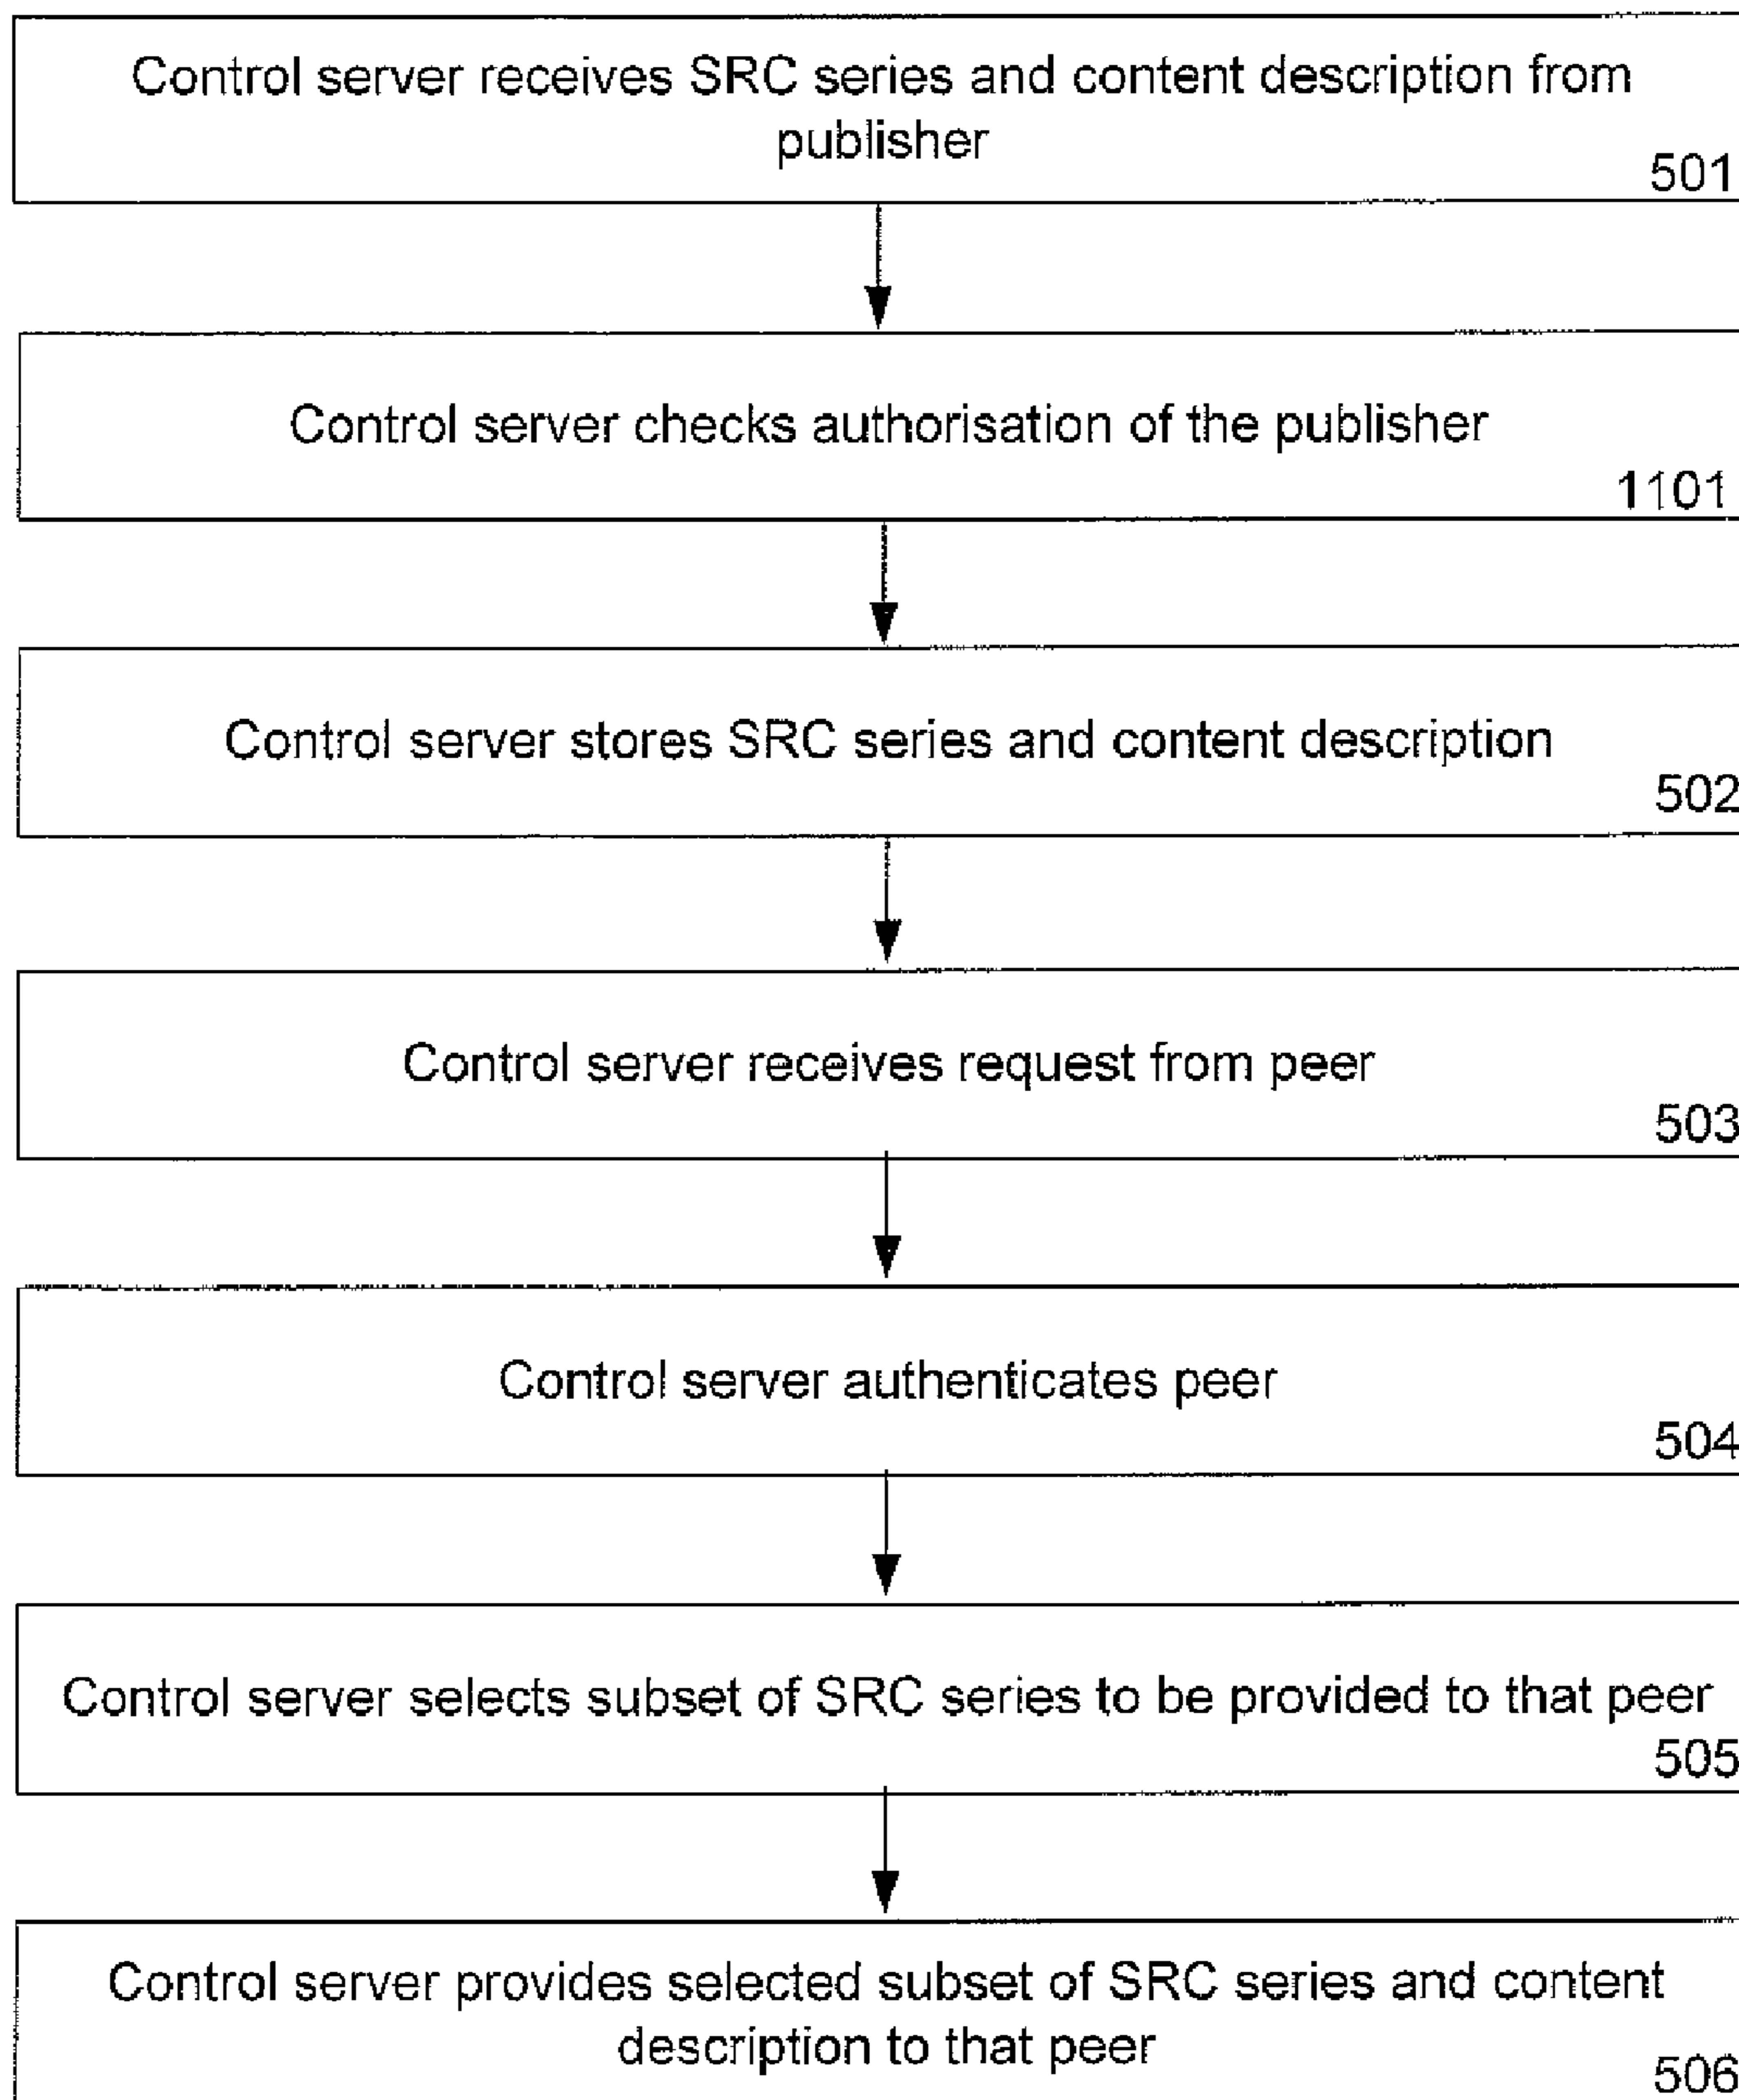 Control server receives SRC series and content description from
publisher
501
Control server checks authorisation of the publisher
1101
Control server stores SRC series and content description
502
Control server receives request from peer
503
Control server authenticates peer
504
Control server selects subset of SRC series to be provided to that peer
505
Control server provides selected subset of SRC series and content
description to that peer
506